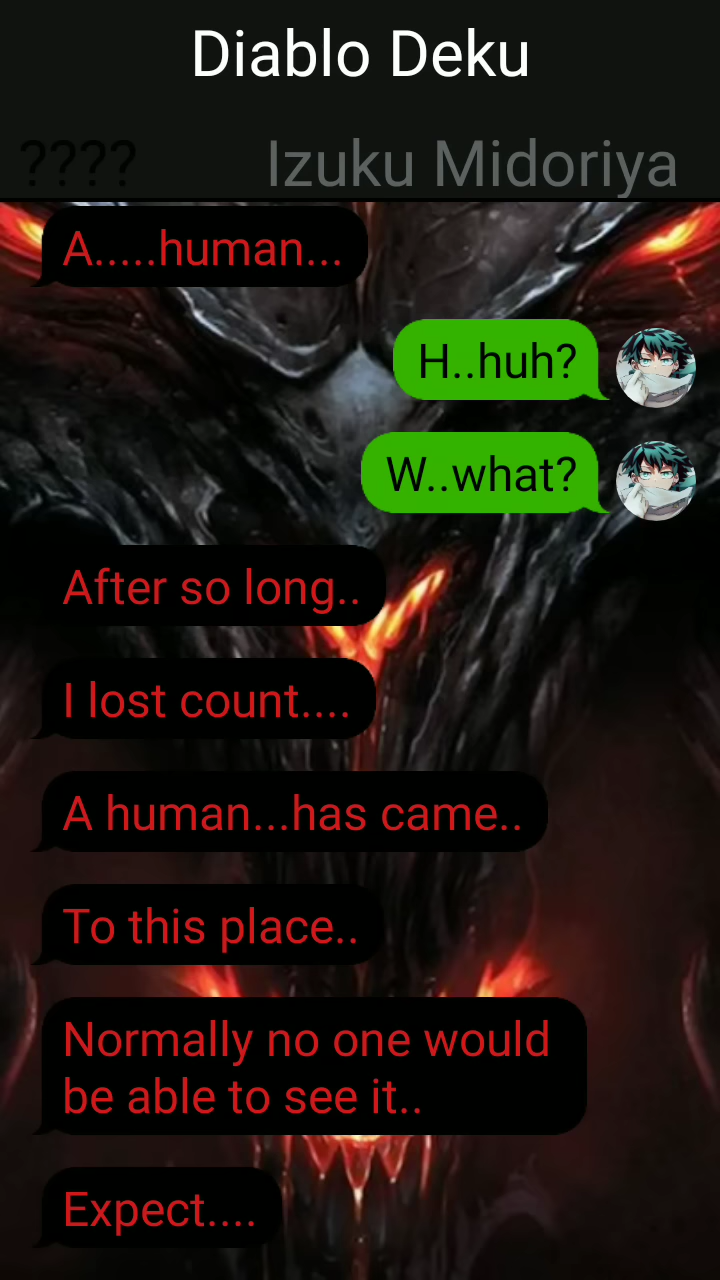 Diablo Deku
???? Izuku Midoriya
A.....human...
H..huh?
W..what?
After so long..
I lost count....
A human...has came..
To this place..
Normally no one would
be able to see it..
Expect....